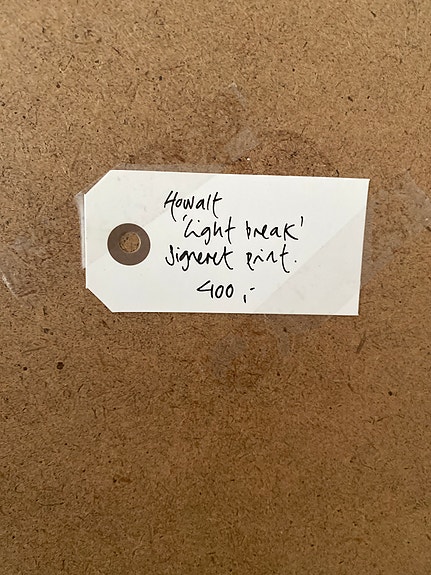 Howalt
'Light break'
Signeret print.
400,-